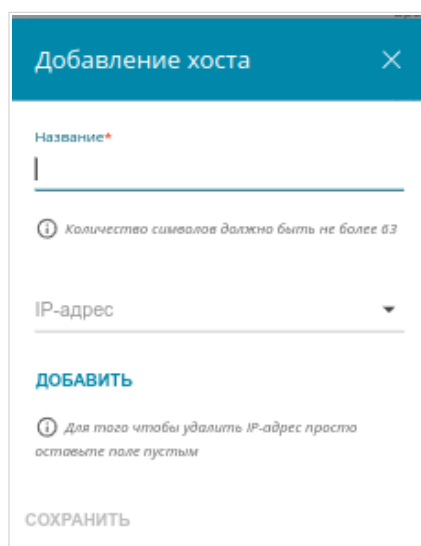 Добавление хоста
Название*
Количество символов должно быть не более 63
IP-адрес
ДОБАВИТЬ
Для того чтобы удалить IP-адрес просто
оставьте поле пустым
СОХРАНИТЬ